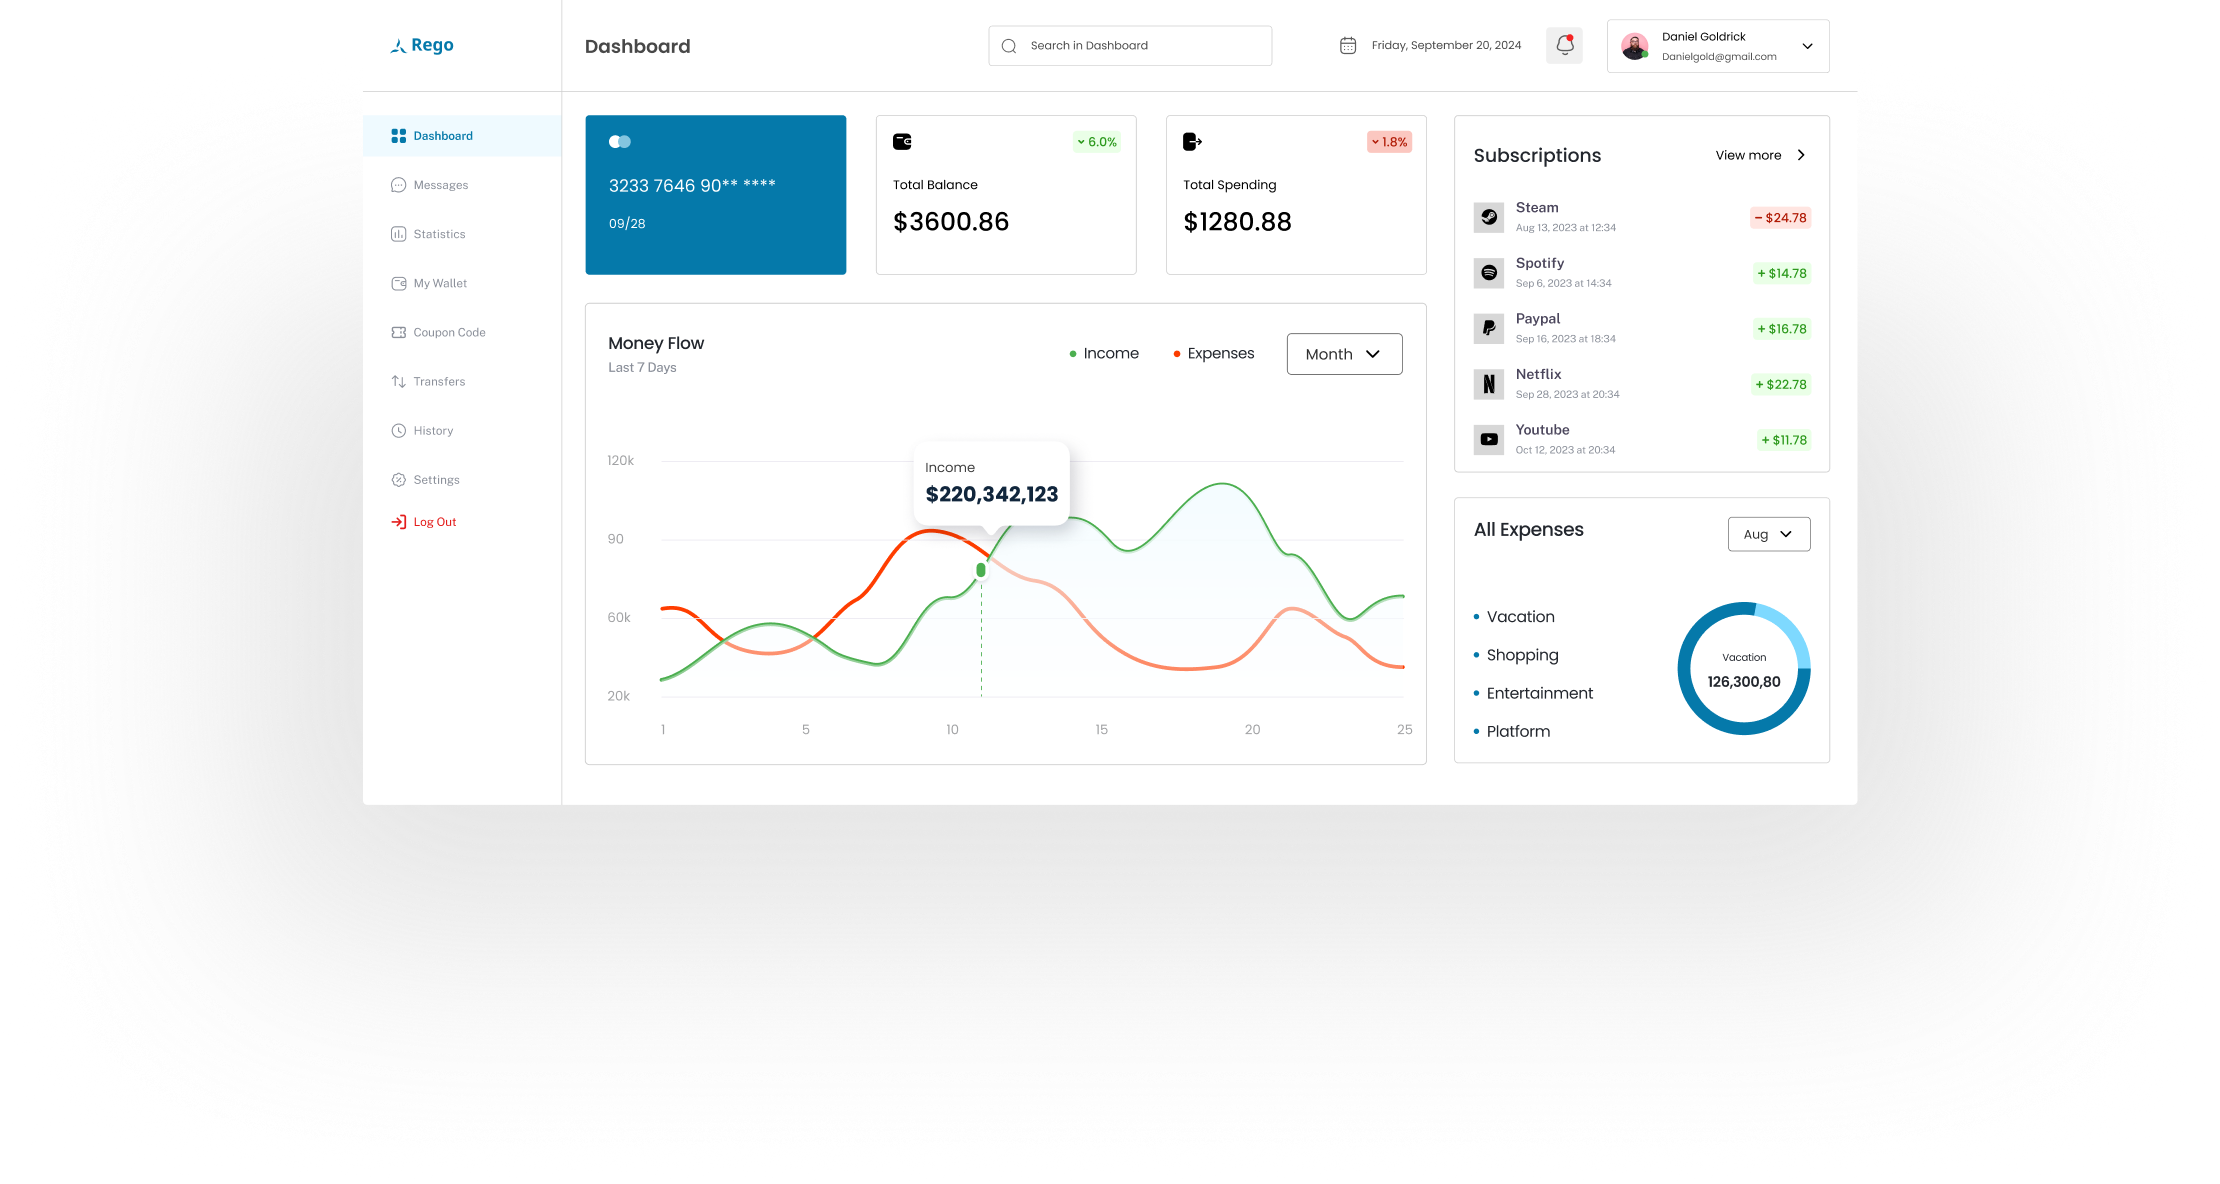 Rego
Dashboard
Search in Dashboard
Friday, September 20, 2024
Daniel Goldrick
Danielgold@gmail.com
Dashboard
Messages
Statistics
My Wallet
Coupon Code
Transfers
History
Settings
Log Out
3233 7646 90** ****
09/28
6.0%
Total Balance
$3600.86
1.8%
Total Spending
$1280.88
Money Flow
Last 7 Days
Income
Expenses
Month
120k
90
60k
20k
Income
$220,342,123
1 5 10 15 20 25
Subscriptions
View more
Steam
Aug 13, 2023 at 12:34
- $24.78
Spotify
Sep 6, 2023 at 14:34
+ $14.78
Paypal
Sep 16, 2023 at 18:34
+ $16.78
Netflix
Sep 28, 2023 at 20:34
+ $22.78
Youtube
Oct 12, 2023 at 20:34
+ $11.78
All Expenses
Aug
Vacation
Shopping
Entertainment
Platform
Vacation
126,300,80